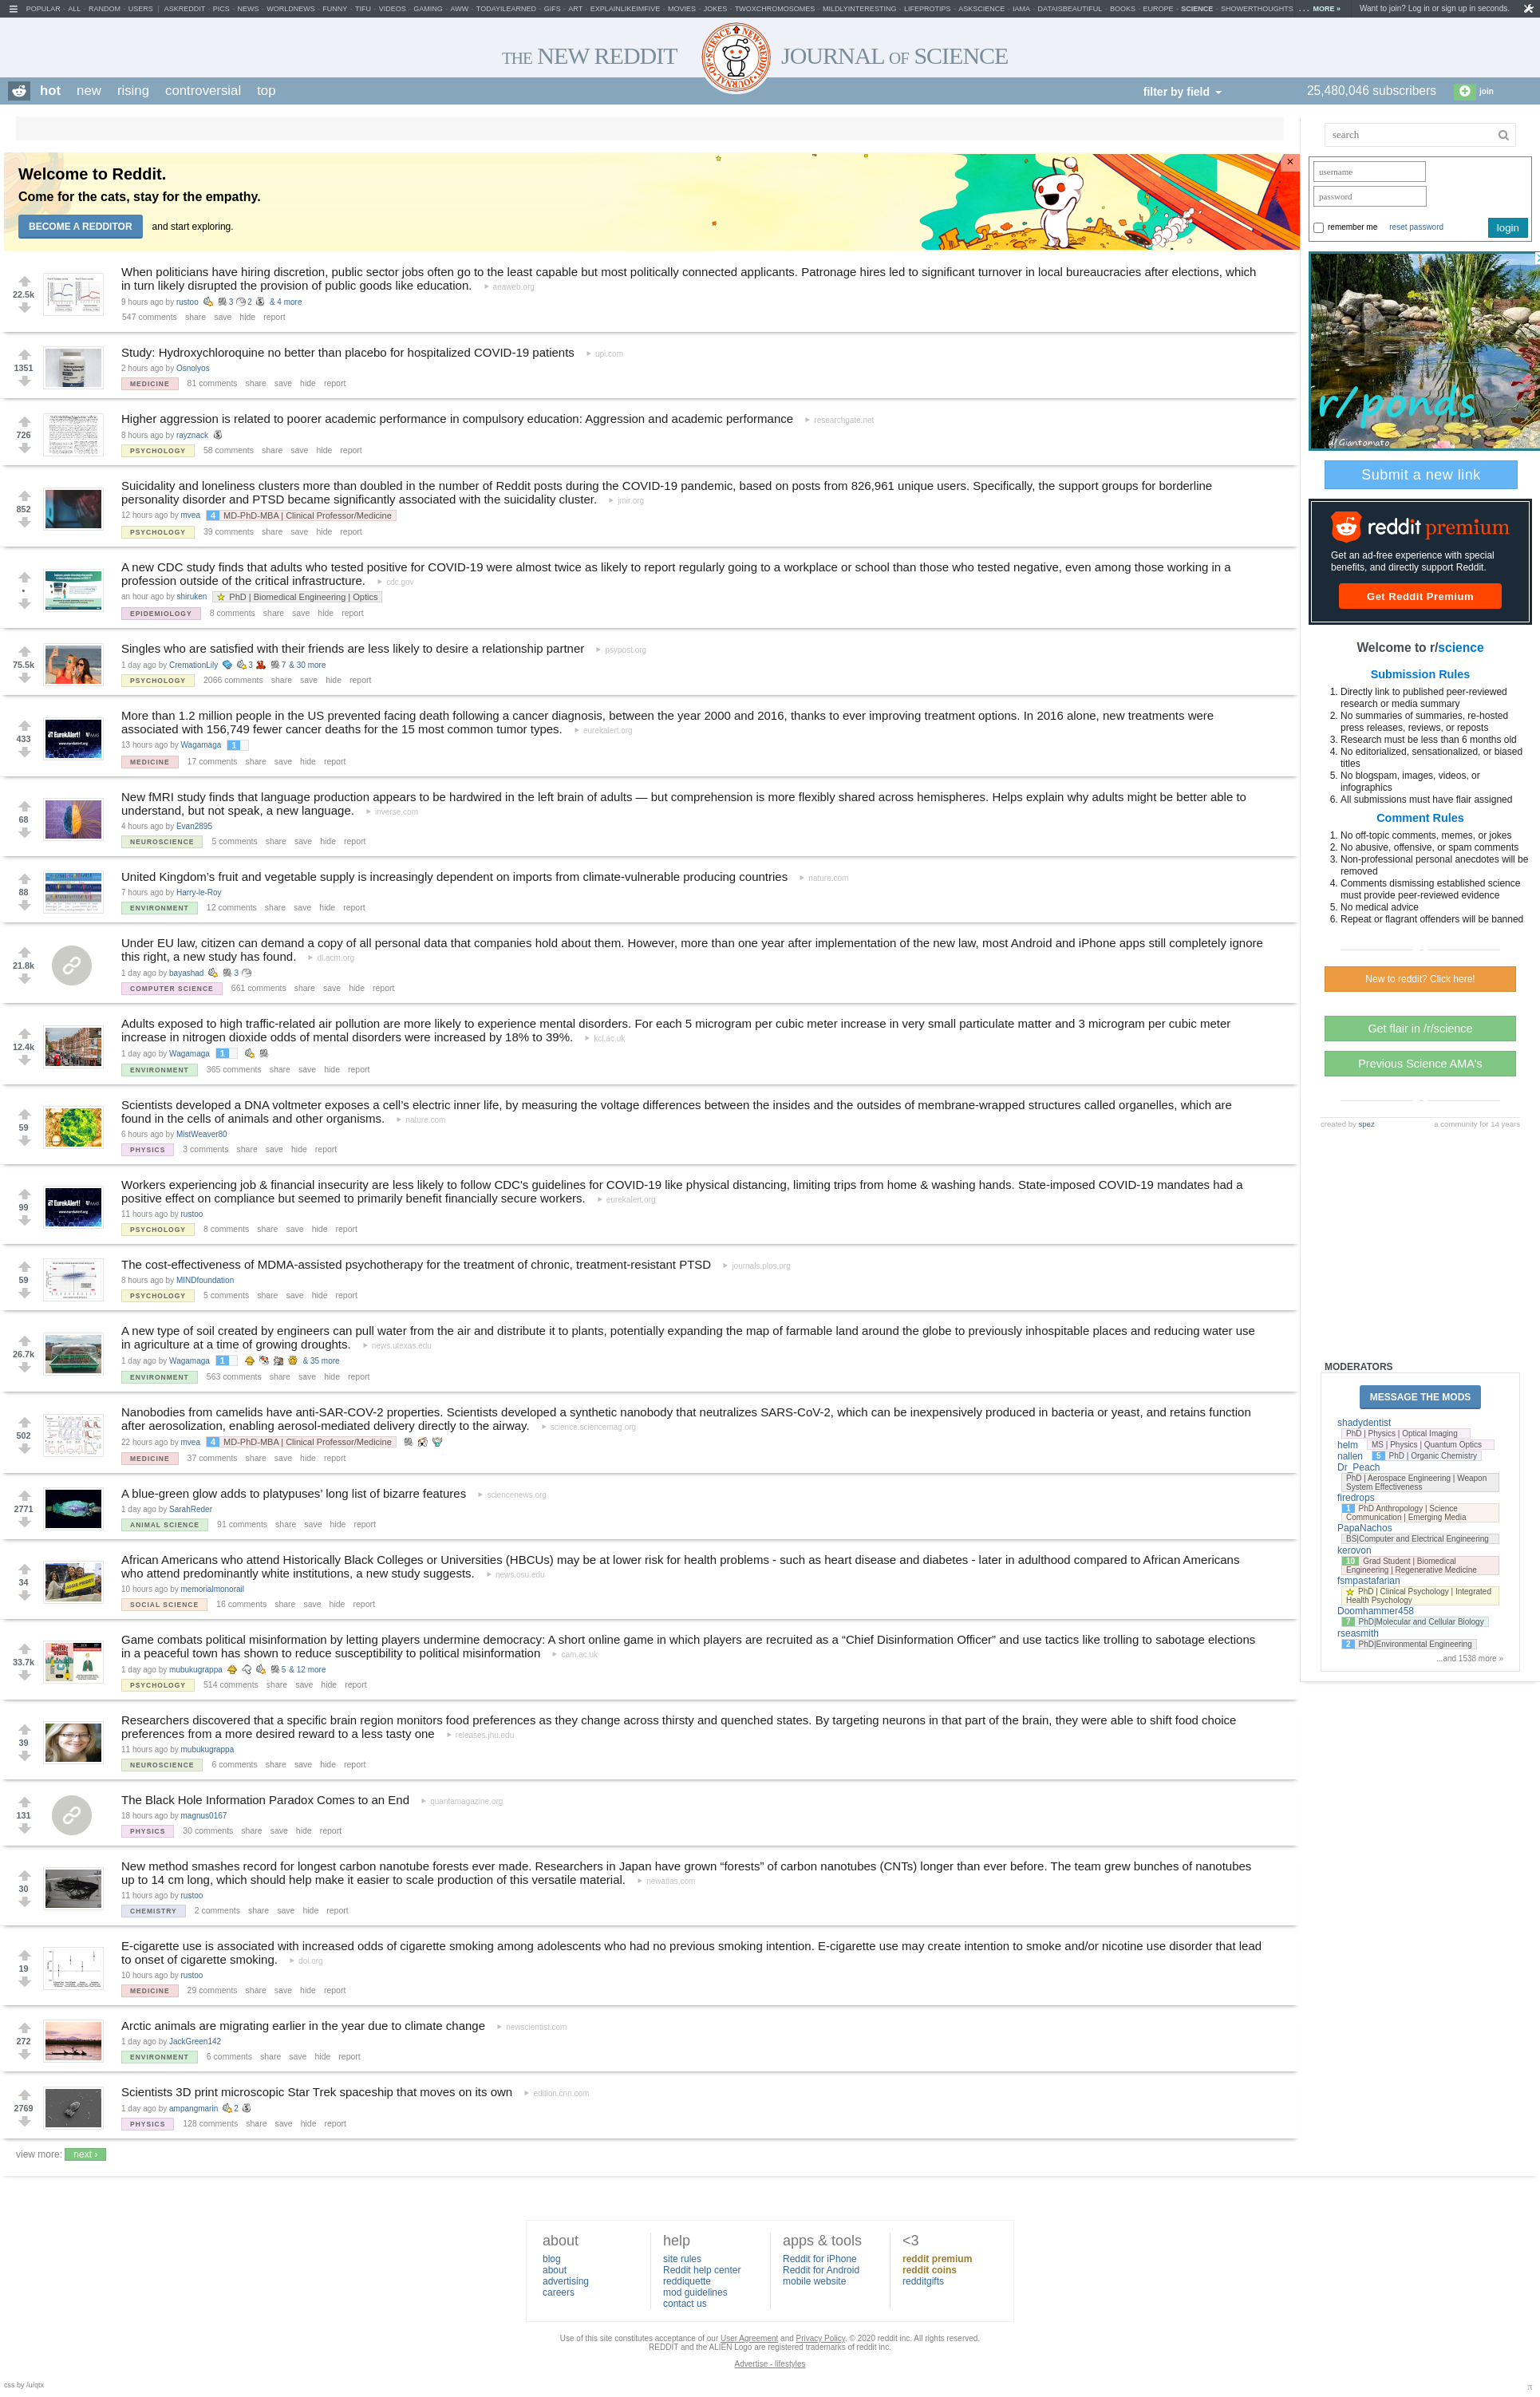 POPULAR - ALL - RANDOM - USERS | ASKREDDIT - PICS - NEWS - WORLDNEWS - FUNNY - TIFU - VIDEOS - GAMING - AWW - TODAYILEARNED - GIFS - ART - EXPLAINLIKEIMFIVE - MOVIES - JOKES - TWOXCHROMOSOMES - MILDLYINTERESTING - LIFEPROTIPS - ASKSCIENCE - IAMA - DATAISBEAUTIFUL - BOOKS - EUROPE - SCIENCE - SHOWERTHOUGHTS ... MORE »
Want to join? Log in or sign up in seconds.
THE NEW REDDIT JOURNAL OF SCIENCE
hot new rising controversial top
filter by field
25,480,046 subscribers
join
Welcome to Reddit.
Come for the cats, stay for the empathy.
BECOME A REDDITOR and start exploring.
22.5k
When politicians have hiring discretion, public sector jobs often go to the least capable but most politically connected applicants. Patronage hires led to significant turnover in local bureaucracies after elections, which
in turn likely disrupted the provision of public goods like education. aeaweb.org
9 hours ago by rustoo 3 2 & 4 more
547 comments share save hide report
1351
Study: Hydroxychloroquine no better than placebo for hospitalized COVID-19 patients upi.com
2 hours ago by Osnolyos
MEDICINE 81 comments share save hide report
726
Higher aggression is related to poorer academic performance in compulsory education: Aggression and academic performance researchgate.net
8 hours ago by rayznack
PSYCHOLOGY 58 comments share save hide report
852
Suicidality and loneliness clusters more than doubled in the number of Reddit posts during the COVID-19 pandemic, based on posts from 826,961 unique users. Specifically, the support groups for borderline
personality disorder and PTSD became significantly associated with the suicidality cluster. jmir.org
12 hours ago by mvea 4 MD-PhD-MBA | Clinical Professor/Medicine
PSYCHOLOGY 39 comments share save hide report
•
A new CDC study finds that adults who tested positive for COVID-19 were almost twice as likely to report regularly going to a workplace or school than those who tested negative, even among those working in a
profession outside of the critical infrastructure. cdc.gov
an hour ago by shiruken PhD | Biomedical Engineering | Optics
EPIDEMIOLOGY 8 comments share save hide report
75.5k
Singles who are satisfied with their friends are less likely to desire a relationship partner psypost.org
1 day ago by CremationLily 3 7 & 30 more
PSYCHOLOGY 2066 comments share save hide report
433
More than 1.2 million people in the US prevented facing death following a cancer diagnosis, between the year 2000 and 2016, thanks to ever improving treatment options. In 2016 alone, new treatments were
associated with 156,749 fewer cancer deaths for the 15 most common tumor types. eurekalert.org
13 hours ago by Wagamaga 1
MEDICINE 17 comments share save hide report
68
New fMRI study finds that language production appears to be hardwired in the left brain of adults — but comprehension is more flexibly shared across hemispheres. Helps explain why adults might be better able to
understand, but not speak, a new language. inverse.com
4 hours ago by Evan2895
NEUROSCIENCE 5 comments share save hide report
88
United Kingdom's fruit and vegetable supply is increasingly dependent on imports from climate-vulnerable producing countries nature.com
7 hours ago by Harry-le-Roy
ENVIRONMENT 12 comments share save hide report
21.8k
Under EU law, citizen can demand a copy of all personal data that companies hold about them. However, more than one year after implementation of the new law, most Android and iPhone apps still completely ignore
this right, a new study has found. dl.acm.org
1 day ago by bayashad 3
COMPUTER SCIENCE 661 comments share save hide report
12.4k
Adults exposed to high traffic-related air pollution are more likely to experience mental disorders. For each 5 microgram per cubic meter increase in very small particulate matter and 3 microgram per cubic meter
increase in nitrogen dioxide odds of mental disorders were increased by 18% to 39%. kcl.ac.uk
1 day ago by Wagamaga 1
ENVIRONMENT 365 comments share save hide report
59
Scientists developed a DNA voltmeter exposes a cell's electric inner life, by measuring the voltage differences between the insides and the outsides of membrane-wrapped structures called organelles, which are
found in the cells of animals and other organisms. nature.com
6 hours ago by MistWeaver80
PHYSICS 3 comments share save hide report
99
Workers experiencing job & financial insecurity are less likely to follow CDC's guidelines for COVID-19 like physical distancing, limiting trips from home & washing hands. State-imposed COVID-19 mandates had a
positive effect on compliance but seemed to primarily benefit financially secure workers. eurekalert.org
11 hours ago by rustoo
PSYCHOLOGY 8 comments share save hide report
59
The cost-effectiveness of MDMA-assisted psychotherapy for the treatment of chronic, treatment-resistant PTSD journals.plos.org
8 hours ago by MINDfoundation
PSYCHOLOGY 5 comments share save hide report
26.7k
A new type of soil created by engineers can pull water from the air and distribute it to plants, potentially expanding the map of farmable land around the globe to previously inhospitable places and reducing water use
in agriculture at a time of growing droughts. news.utexas.edu
1 day ago by Wagamaga 1 & 35 more
ENVIRONMENT 563 comments share save hide report
502
Nanobodies from camelids have anti-SAR-COV-2 properties. Scientists developed a synthetic nanobody that neutralizes SARS-CoV-2, which can be inexpensively produced in bacteria or yeast, and retains function
after aerosolization, enabling aerosol-mediated delivery directly to the airway. science.sciencemag.org
22 hours ago by mvea 4 MD-PhD-MBA | Clinical Professor/Medicine
MEDICINE 37 comments share save hide report
2771
A blue-green glow adds to platypuses' long list of bizarre features sciencenews.org
1 day ago by SarahReder
ANIMAL SCIENCE 91 comments share save hide report
34
African Americans who attend Historically Black Colleges or Universities (HBCUs) may be at lower risk for health problems - such as heart disease and diabetes - later in adulthood compared to African Americans
who attend predominantly white institutions, a new study suggests. news.osu.edu
10 hours ago by memorialmonorail
SOCIAL SCIENCE 16 comments share save hide report
33.7k
Game combats political misinformation by letting players undermine democracy: A short online game in which players are recruited as a “Chief Disinformation Officer” and use tactics like trolling to sabotage elections
in a peaceful town has shown to reduce susceptibility to political misinformation cam.ac.uk
1 day ago by mubukugrappa 5 & 12 more
PSYCHOLOGY 514 comments share save hide report
39
Researchers discovered that a specific brain region monitors food preferences as they change across thirsty and quenched states. By targeting neurons in that part of the brain, they were able to shift food choice
preferences from a more desired reward to a less tasty one releases.jhu.edu
11 hours ago by mubukugrappa
NEUROSCIENCE 6 comments share save hide report
131
The Black Hole Information Paradox Comes to an End quantamagazine.org
18 hours ago by magnus0167
PHYSICS 30 comments share save hide report
30
New method smashes record for longest carbon nanotube forests ever made. Researchers in Japan have grown “forests” of carbon nanotubes (CNTs) longer than ever before. The team grew bunches of nanotubes
up to 14 cm long, which should help make it easier to scale production of this versatile material. newatlas.com
11 hours ago by rustoo
CHEMISTRY 2 comments share save hide report
19
E-cigarette use is associated with increased odds of cigarette smoking among adolescents who had no previous smoking intention. E-cigarette use may create intention to smoke and/or nicotine use disorder that lead
to onset of cigarette smoking. doi.org
10 hours ago by rustoo
MEDICINE 29 comments share save hide report
272
Arctic animals are migrating earlier in the year due to climate change newscientist.com
1 day ago by JackGreen142
ENVIRONMENT 6 comments share save hide report
2769
Scientists 3D print microscopic Star Trek spaceship that moves on its own edition.cnn.com
1 day ago by ampangmarin 2
PHYSICS 128 comments share save hide report
view more: next ›
search
username
password
remember me reset password login
r/ponds
Submit a new link
reddit premium
Get an ad-free experience with special
benefits, and directly support Reddit.
Get Reddit Premium
Welcome to r/science
Submission Rules
1. Directly link to published peer-reviewed
research or media summary
2. No summaries of summaries, re-hosted
press releases, reviews, or reposts
3. Research must be less than 6 months old
4. No editorialized, sensationalized, or biased
titles
5. No blogspam, images, videos, or
infographics
6. All submissions must have flair assigned
Comment Rules
1. No off-topic comments, memes, or jokes
2. No abusive, offensive, or spam comments
3. Non-professional personal anecdotes will be
removed
4. Comments dismissing established science
must provide peer-reviewed evidence
5. No medical advice
6. Repeat or flagrant offenders will be banned
New to reddit? Click here!
Get flair in /r/science
Previous Science AMA's
created by spez a community for 14 years
MODERATORS
MESSAGE THE MODS
shadydentist
PhD | Physics | Optical Imaging
helm MS | Physics | Quantum Optics
nallen 5 PhD | Organic Chemistry
Dr_Peach
PhD | Aerospace Engineering | Weapon
System Effectiveness
firedrops
1 PhD Anthropology | Science
Communication | Emerging Media
PapaNachos
BS|Computer and Electrical Engineering
kerovon
10 Grad Student | Biomedical
Engineering | Regenerative Medicine
fsmpastafarian
PhD | Clinical Psychology | Integrated
Health Psychology
Doomhammer458
7 PhD|Molecular and Cellular Biology
rseasmith
2 PhD|Environmental Engineering
...and 1538 more »
about
blog
about
advertising
careers
help
site rules
Reddit help center
reddiquette
mod guidelines
contact us
apps & tools
Reddit for iPhone
Reddit for Android
mobile website
<3
reddit premium
reddit coins
redditgifts
Use of this site constitutes acceptance of our User Agreement and Privacy Policy. © 2020 reddit inc. All rights reserved.
REDDIT and the ALIEN Logo are registered trademarks of reddit inc.
Advertise - lifestyles
css by /u/qtx
π